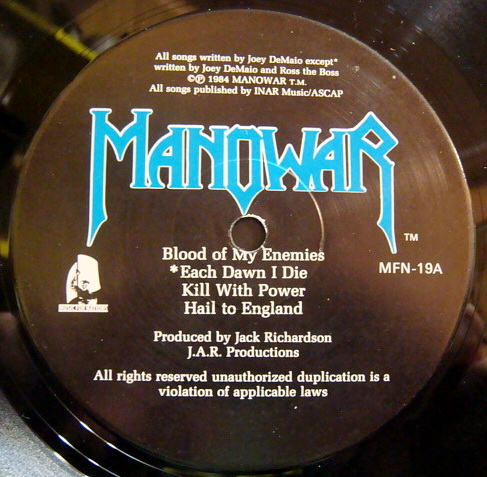 All songs written by Joey DeMaio except*
written by Joey DeMaio and Ross the Boss
©℗ 1984 MANOWAR T.M.
All songs published by INAR Music/ASCAP
MANOWAR
TM
Blood of My Enemies
*Each Dawn I Die
Kill With Power
Hail to England
MFN-19A
Produced by Jack Richardson
J.A.R. Productions
All rights reserved unauthorized duplication is a
violation of applicable laws